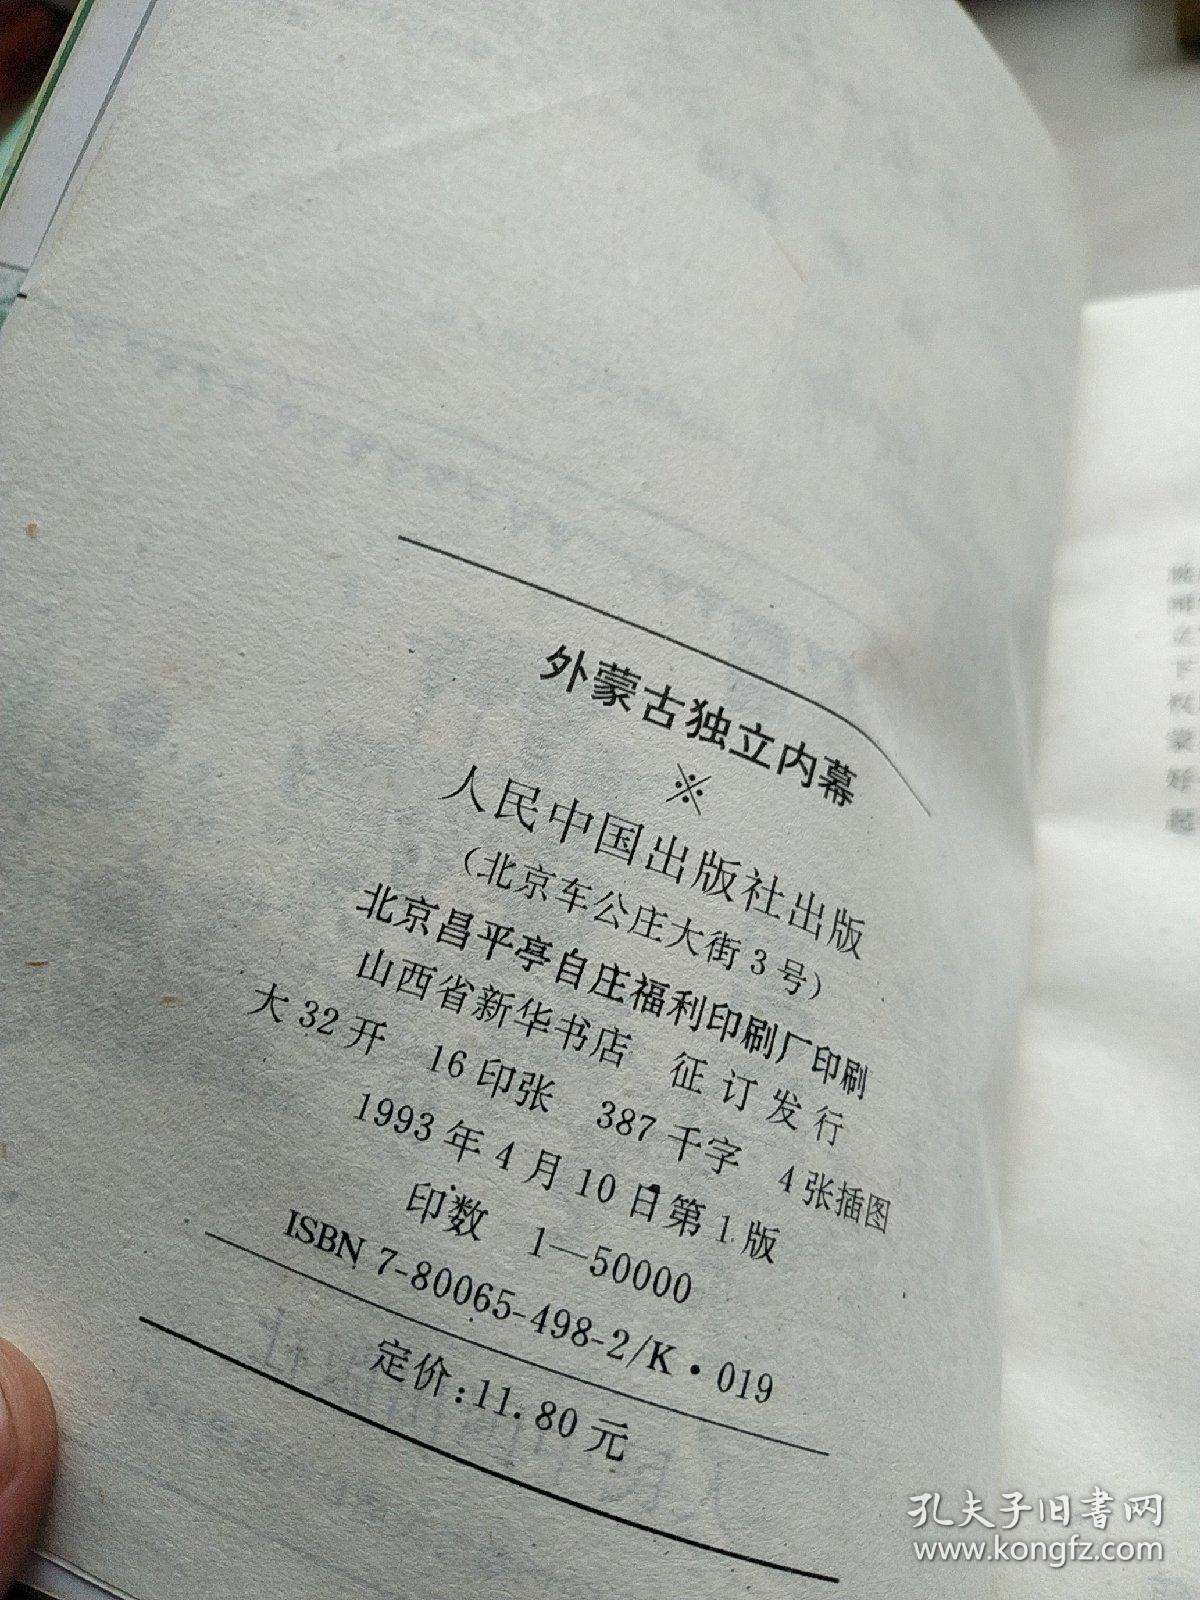 外蒙古独立内幕
※
人民中国出版社出版
(北京车公庄大街3号)
北京昌平亭自庄福利印刷厂印刷
山西省新华书店 征订发行
大32开 16印张 387千字 4张插图
1993年4月10日第1版
印数 1—50000
ISBN 7-80065-498-2/K·019
定价:11.80元
孔夫子旧书网
www.kongfz.com